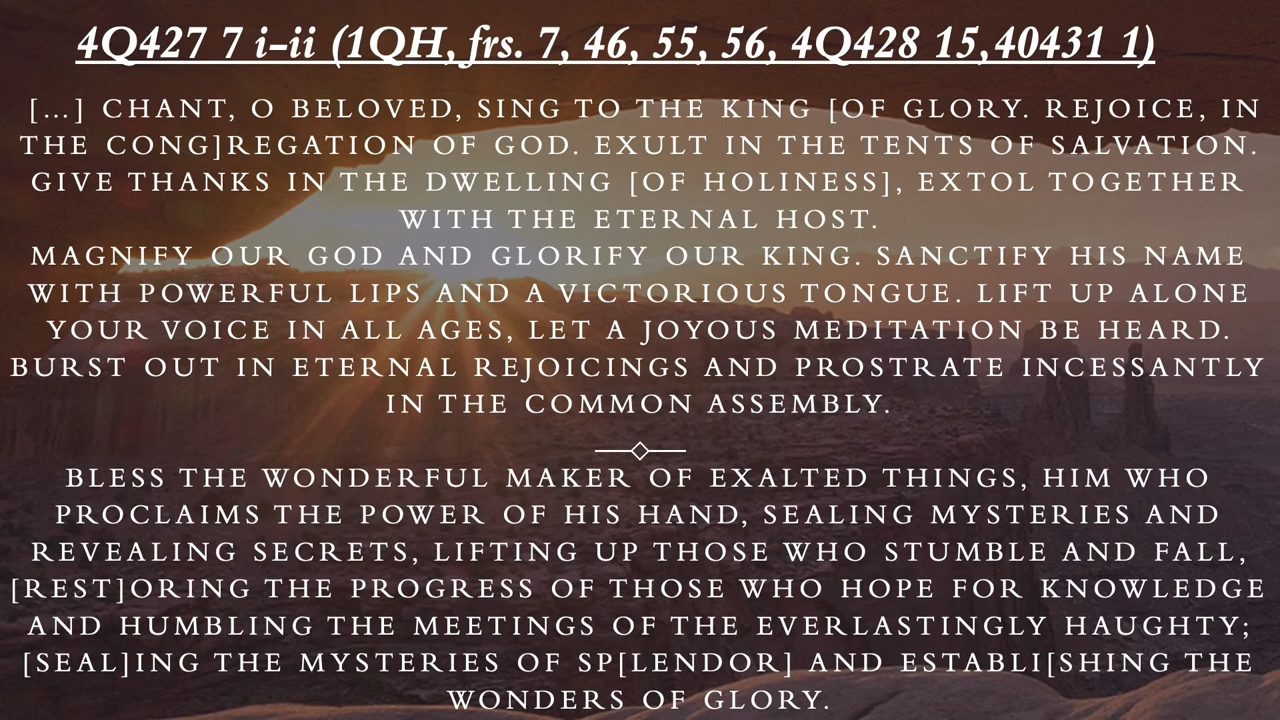 4Q427 7 i-ii (1QH, frs. 7, 46, 55, 56, 4Q428 15,40431 1)
[...] CHANT, O BELOVED, SING TO THE KING [OF GLORY. REJOICE, IN
THE CONG]REGATION OF GOD. EXULT IN THE TENTS OF SALVATION.
GIVE THANKS IN THE DWELLING [OF HOLINESS], EXTOL TOGETHER
WITH THE ETERNAL HOST.
MAGNIFY OUR GOD AND GLORIFY OUR KING. SANCTIFY HIS NAME
WITH POWERFUL LIPS AND A VICTORIOUS TONGUE. LIFT UP ALONE
YOUR VOICE IN ALL AGES, LET A JOYOUS MEDITATION BE HEARD.
BURST OUT IN ETERNAL REJOICINGS AND PROSTRATE INCESSANTLY
IN THE COMMON ASSEMBLY.
BLESS THE WONDERFUL MAKER OF EXALTED THINGS, HIM WHO
PROCLAIMS THE POWER OF HIS HAND, SEALING MYSTERIES AND
REVEALING SECRETS, LIFTING UP THOSE WHO STUMBLE AND FALL,
[REST]ORING THE PROGRESS OF THOSE WHO HOPE FOR KNOWLEDGE
AND HUMBLING THE MEETINGS OF THE EVERLASTINGLY HAUGHTY;
[SEAL]ING THE MYSTERIES OF SP[LENDOR] AND ESTABLI[SHING THE
WONDERS OF GLORY.